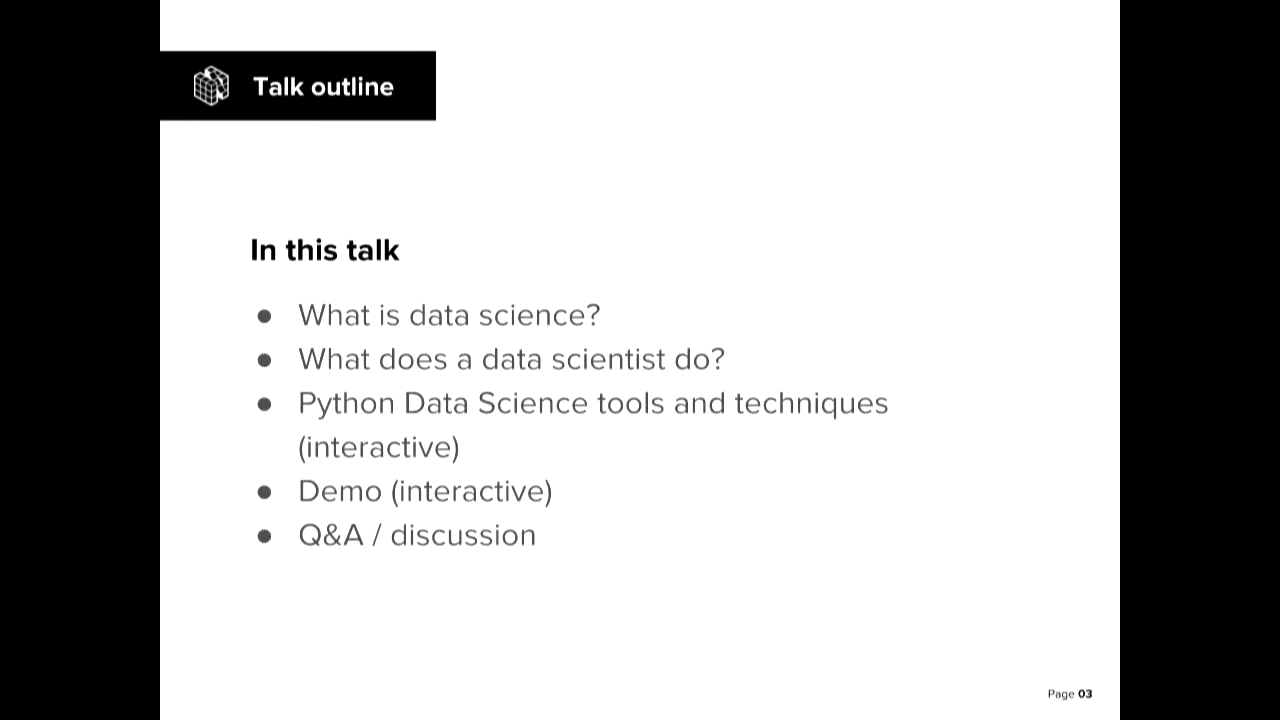 Talk outline
In this talk
● What is data science?
● What does a data scientist do?
● Python Data Science tools and techniques
(interactive)
● Demo (interactive)
● Q&A / discussion
Page 03